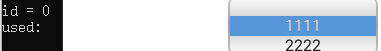 id = 0
used:
1111
2222